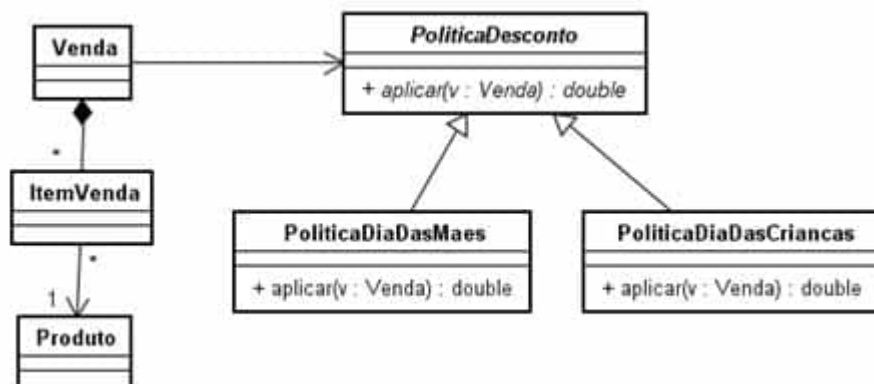 Venda
PoliticaDesconto
+ aplicar(v : Venda) : double
*
ItemVenda
*
1
Produto
PoliticaDiaDasMaes
+ aplicar(v : Venda) : double
PoliticaDiaDasCriancas
+ aplicar(v : Venda) : double